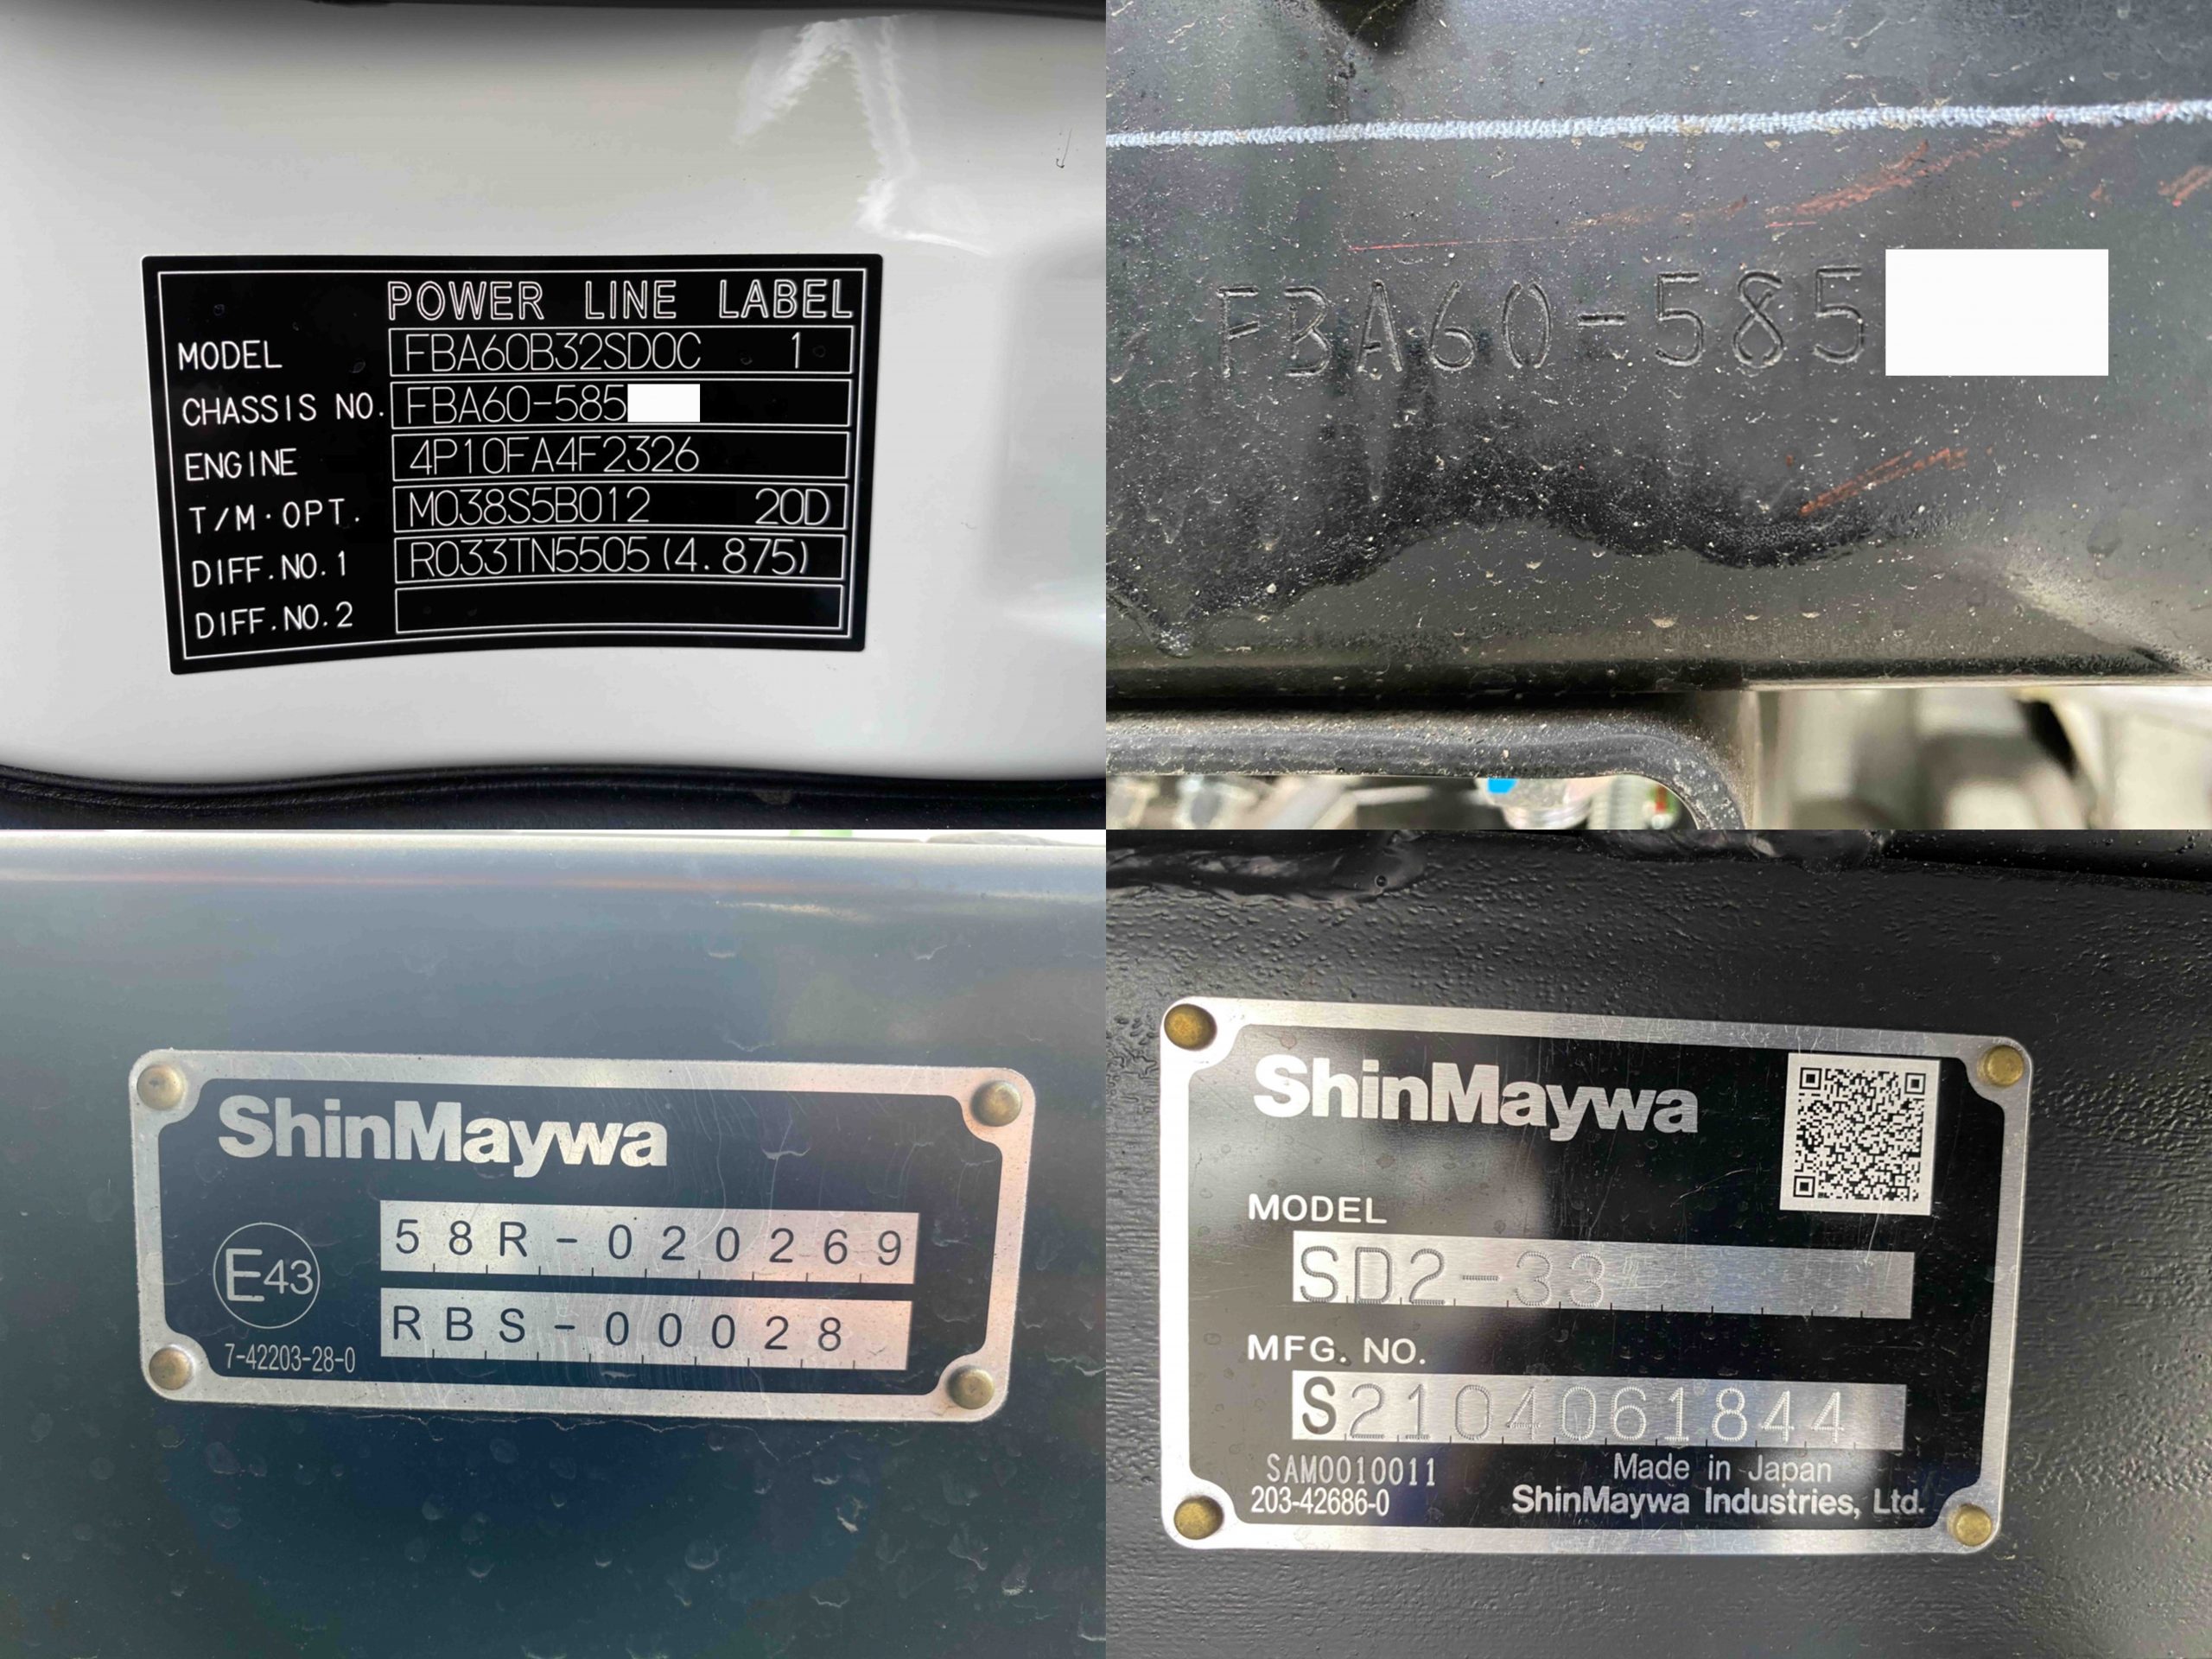 POWER LINE LABEL
MODEL FBA60B32SD0C 1
CHASSIS NO. FBA60-585
ENGINE 4P10FA4F2326
T/M·OPT. M038S5B012 20D
DIFF.NO.1 R033TN5505(4.875)
DIFF.NO.2
FBA60-585
ShinMaywa
58R-020269
E43
RBS-00028
7-42203-28-0
ShinMaywa
MODEL
SD2-33
MFG. NO.
S2104061844
SAM0010011 Made in Japan
203-42686-0 ShinMaywa Industries, Ltd.